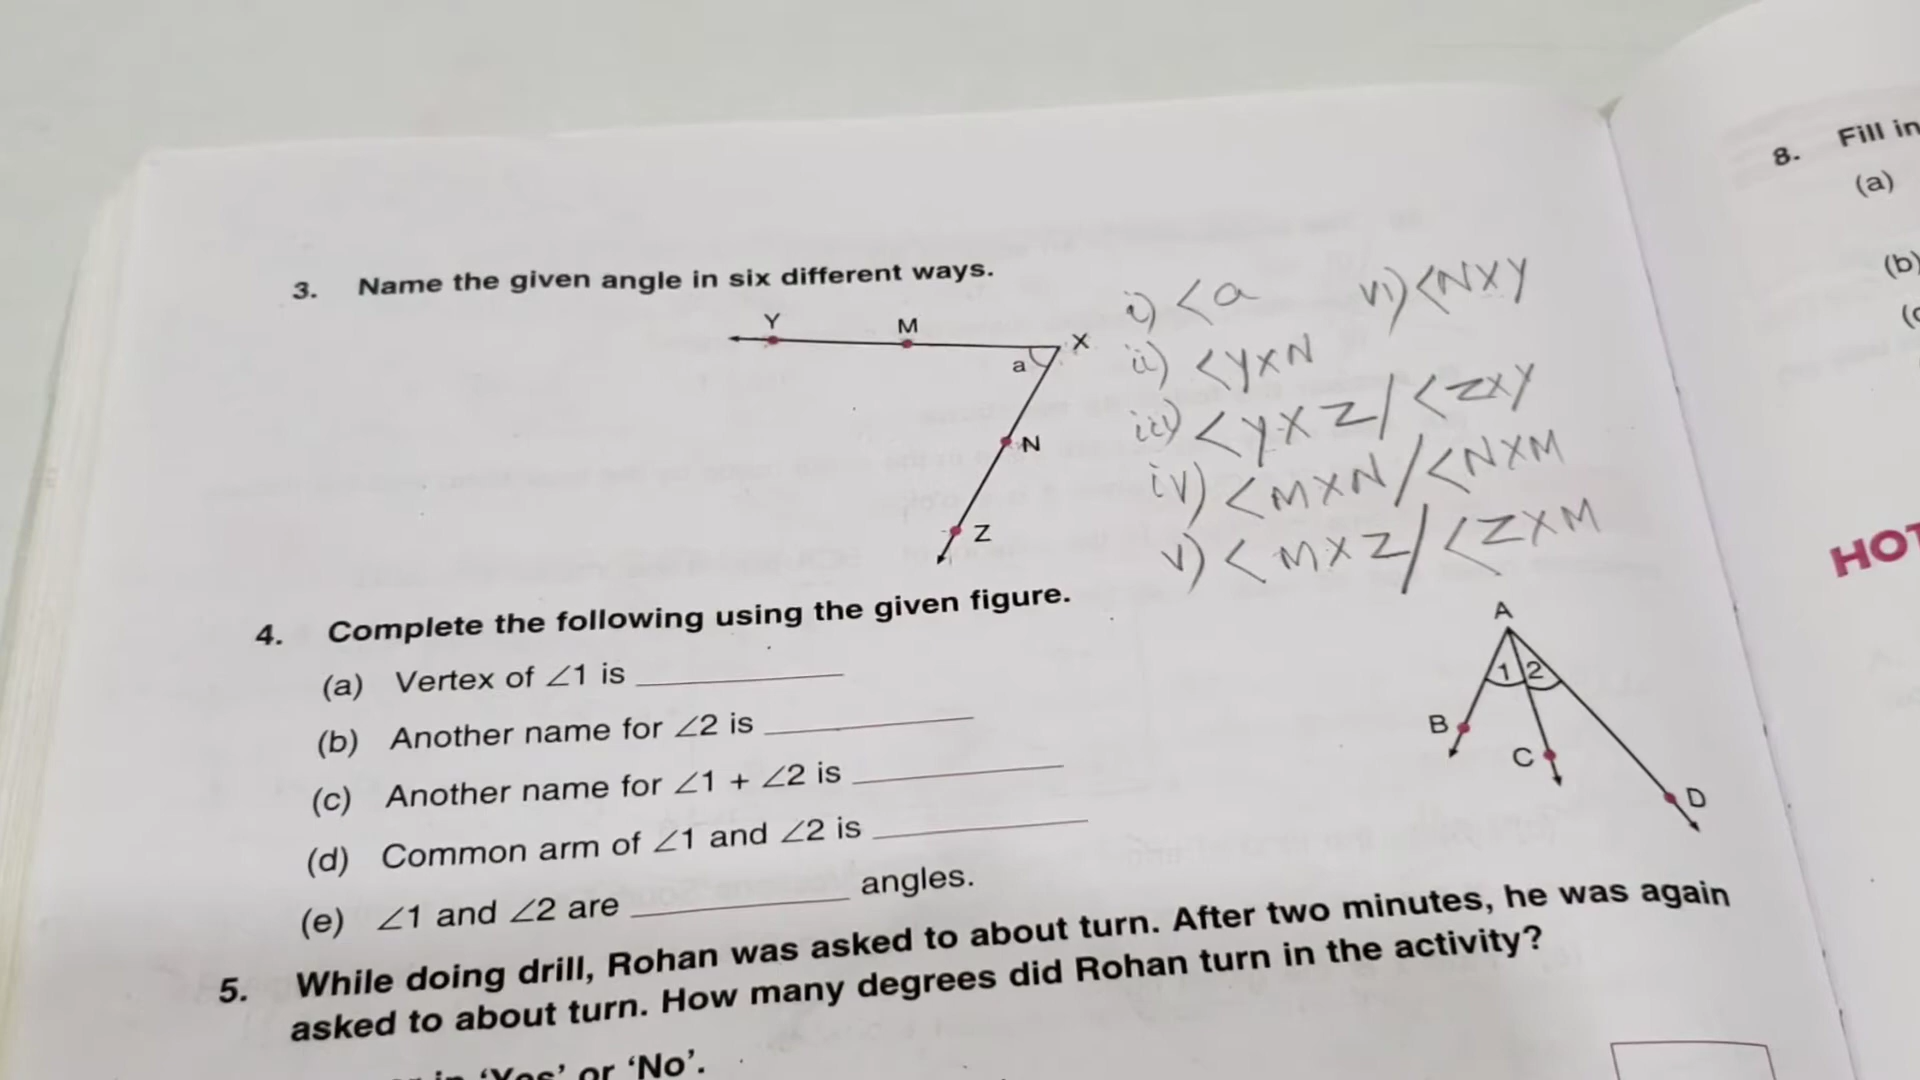 3. Name the given angle in six different ways.
Y
M
X
a
N
Z
i) <a
vi) <NXY
ii) <YXN
iii) <YXZ/<ZXY
iv) <MXN/<NXM
v) <MXZ/<ZXM
4. Complete the following using the given figure.
(a) Vertex of ∠1 is
(b) Another name for ∠2 is
(c) Another name for ∠1 + ∠2 is
(d) Common arm of ∠1 and ∠2 is
(e) ∠1 and ∠2 are ________ angles.
A
1 2
B
C
D
5. While doing drill, Rohan was asked to about turn. After two minutes, he was again
asked to about turn. How many degrees did Rohan turn in the activity?
in 'Yes' or 'No'.
8. Fill in
(a)
(b)
HOT